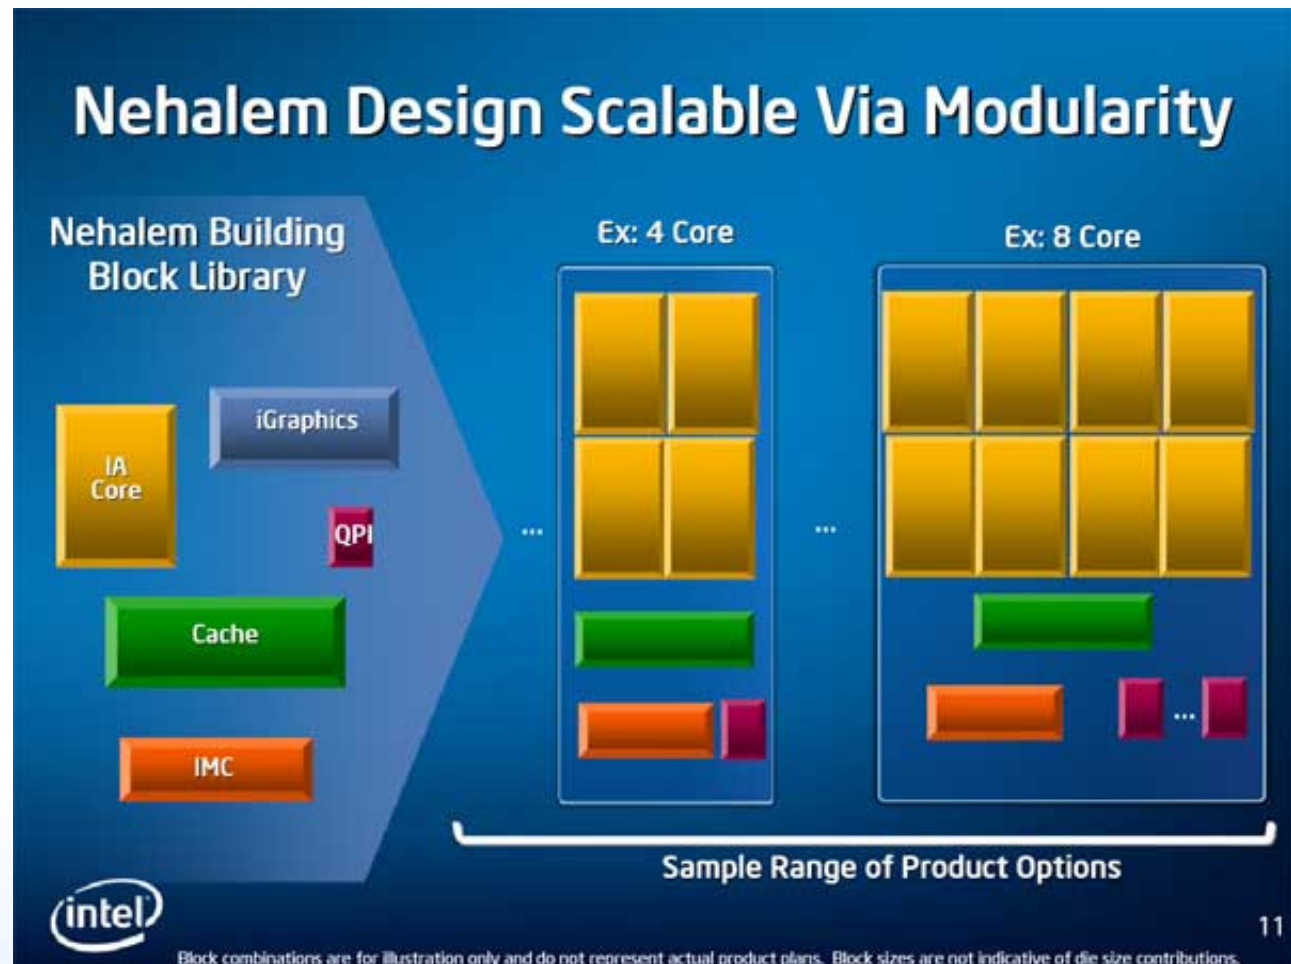 Nehalem Design Scalable Via Modularity
Nehalem Building
Block Library
Ex: 4 Core
Ex: 8 Core
iGraphics
IA
Core
QPI
...
...
Cache
...
IMC
Sample Range of Product Options
intel
11
Block combinations are for illustration only and do not represent actual product plans. Block sizes are not indicative of die size contributions.